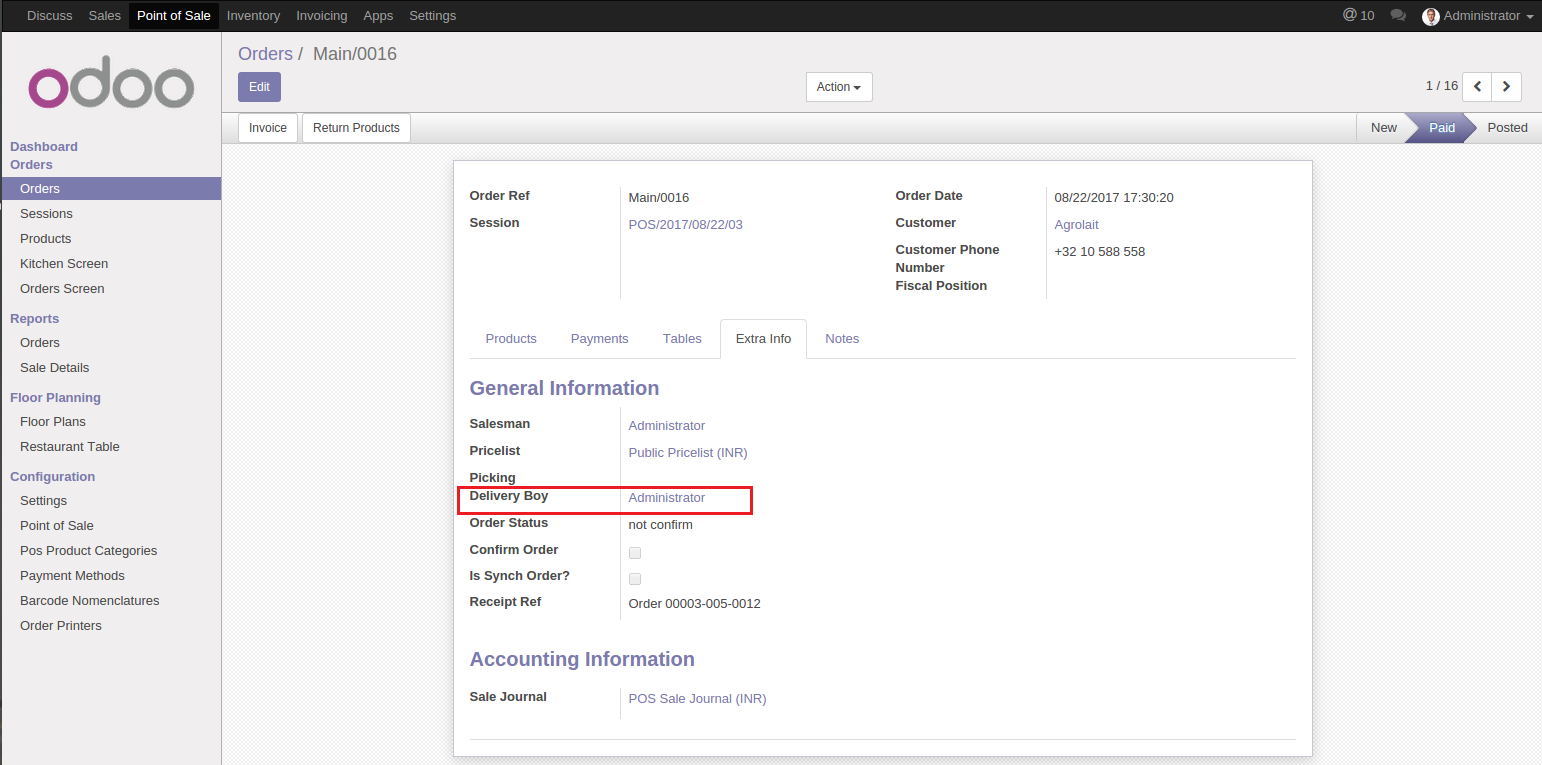 Discuss Sales Point of Sale Inventory Invoicing Apps Settings @ 10 Administrator
odoo
Orders / Main/0016
Edit Action 1 / 16
Invoice Return Products New Paid Posted
Dashboard
Orders
Orders
Sessions
Products
Kitchen Screen
Orders Screen
Reports
Orders
Sale Details
Floor Planning
Floor Plans
Restaurant Table
Configuration
Settings
Point of Sale
Pos Product Categories
Payment Methods
Barcode Nomenclatures
Order Printers
Order Ref Main/0016
Session POS/2017/08/22/03
Order Date 08/22/2017 17:30:20
Customer Agrolait
Customer Phone Number +32 10 588 558
Fiscal Position
Products Payments Tables Extra Info Notes
General Information
Salesman Administrator
Pricelist Public Pricelist (INR)
Picking
Delivery Boy Administrator
Order Status not confirm
Confirm Order
Is Synch Order?
Receipt Ref Order 00003-005-0012
Accounting Information
Sale Journal POS Sale Journal (INR)